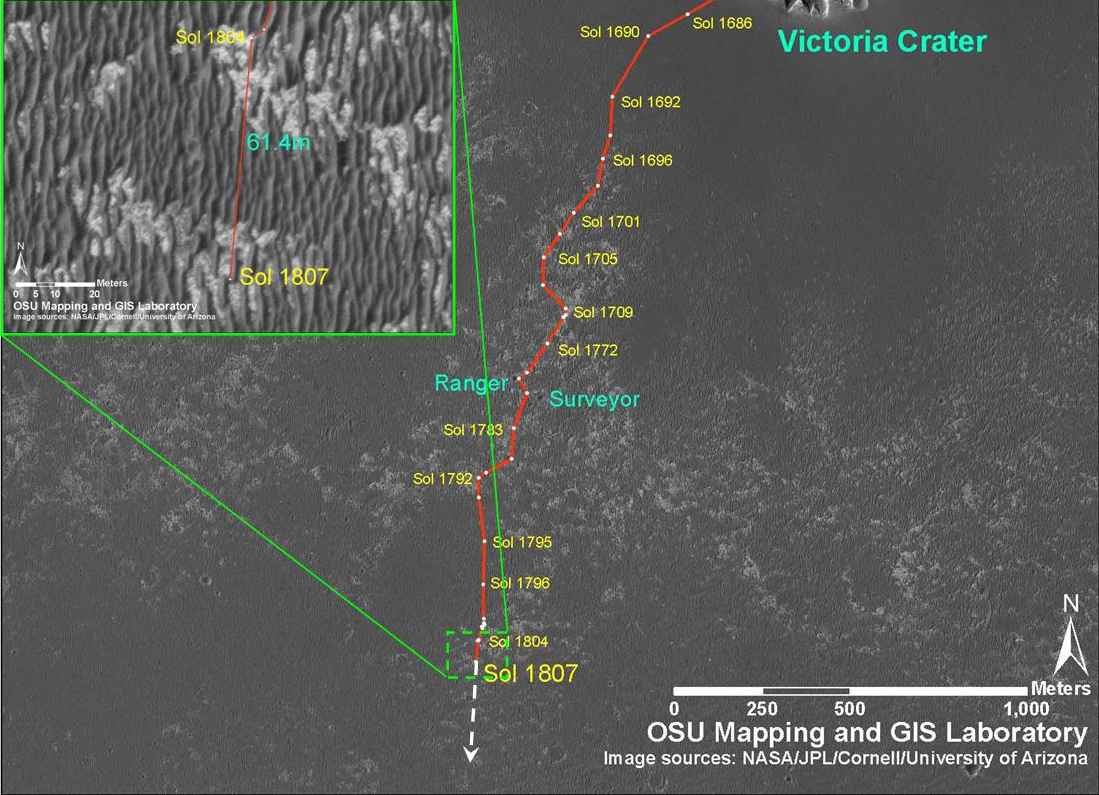 Sol 1804
61.4m
Sol 1807
N
Meters
0 5 10 20
OSU Mapping and GIS Laboratory
Image sources: NASA/JPL/Cornell/University of Arizona
Sol 1686
Sol 1690
Victoria Crater
Sol 1692
Sol 1696
Sol 1701
Sol 1705
Sol 1709
Sol 1772
Ranger
Surveyor
Sol 1783
Sol 1792
Sol 1795
Sol 1796
Sol 1804
Sol 1807
N
Meters
0 250 500 1,000
OSU Mapping and GIS Laboratory
Image sources: NASA/JPL/Cornell/University of Arizona